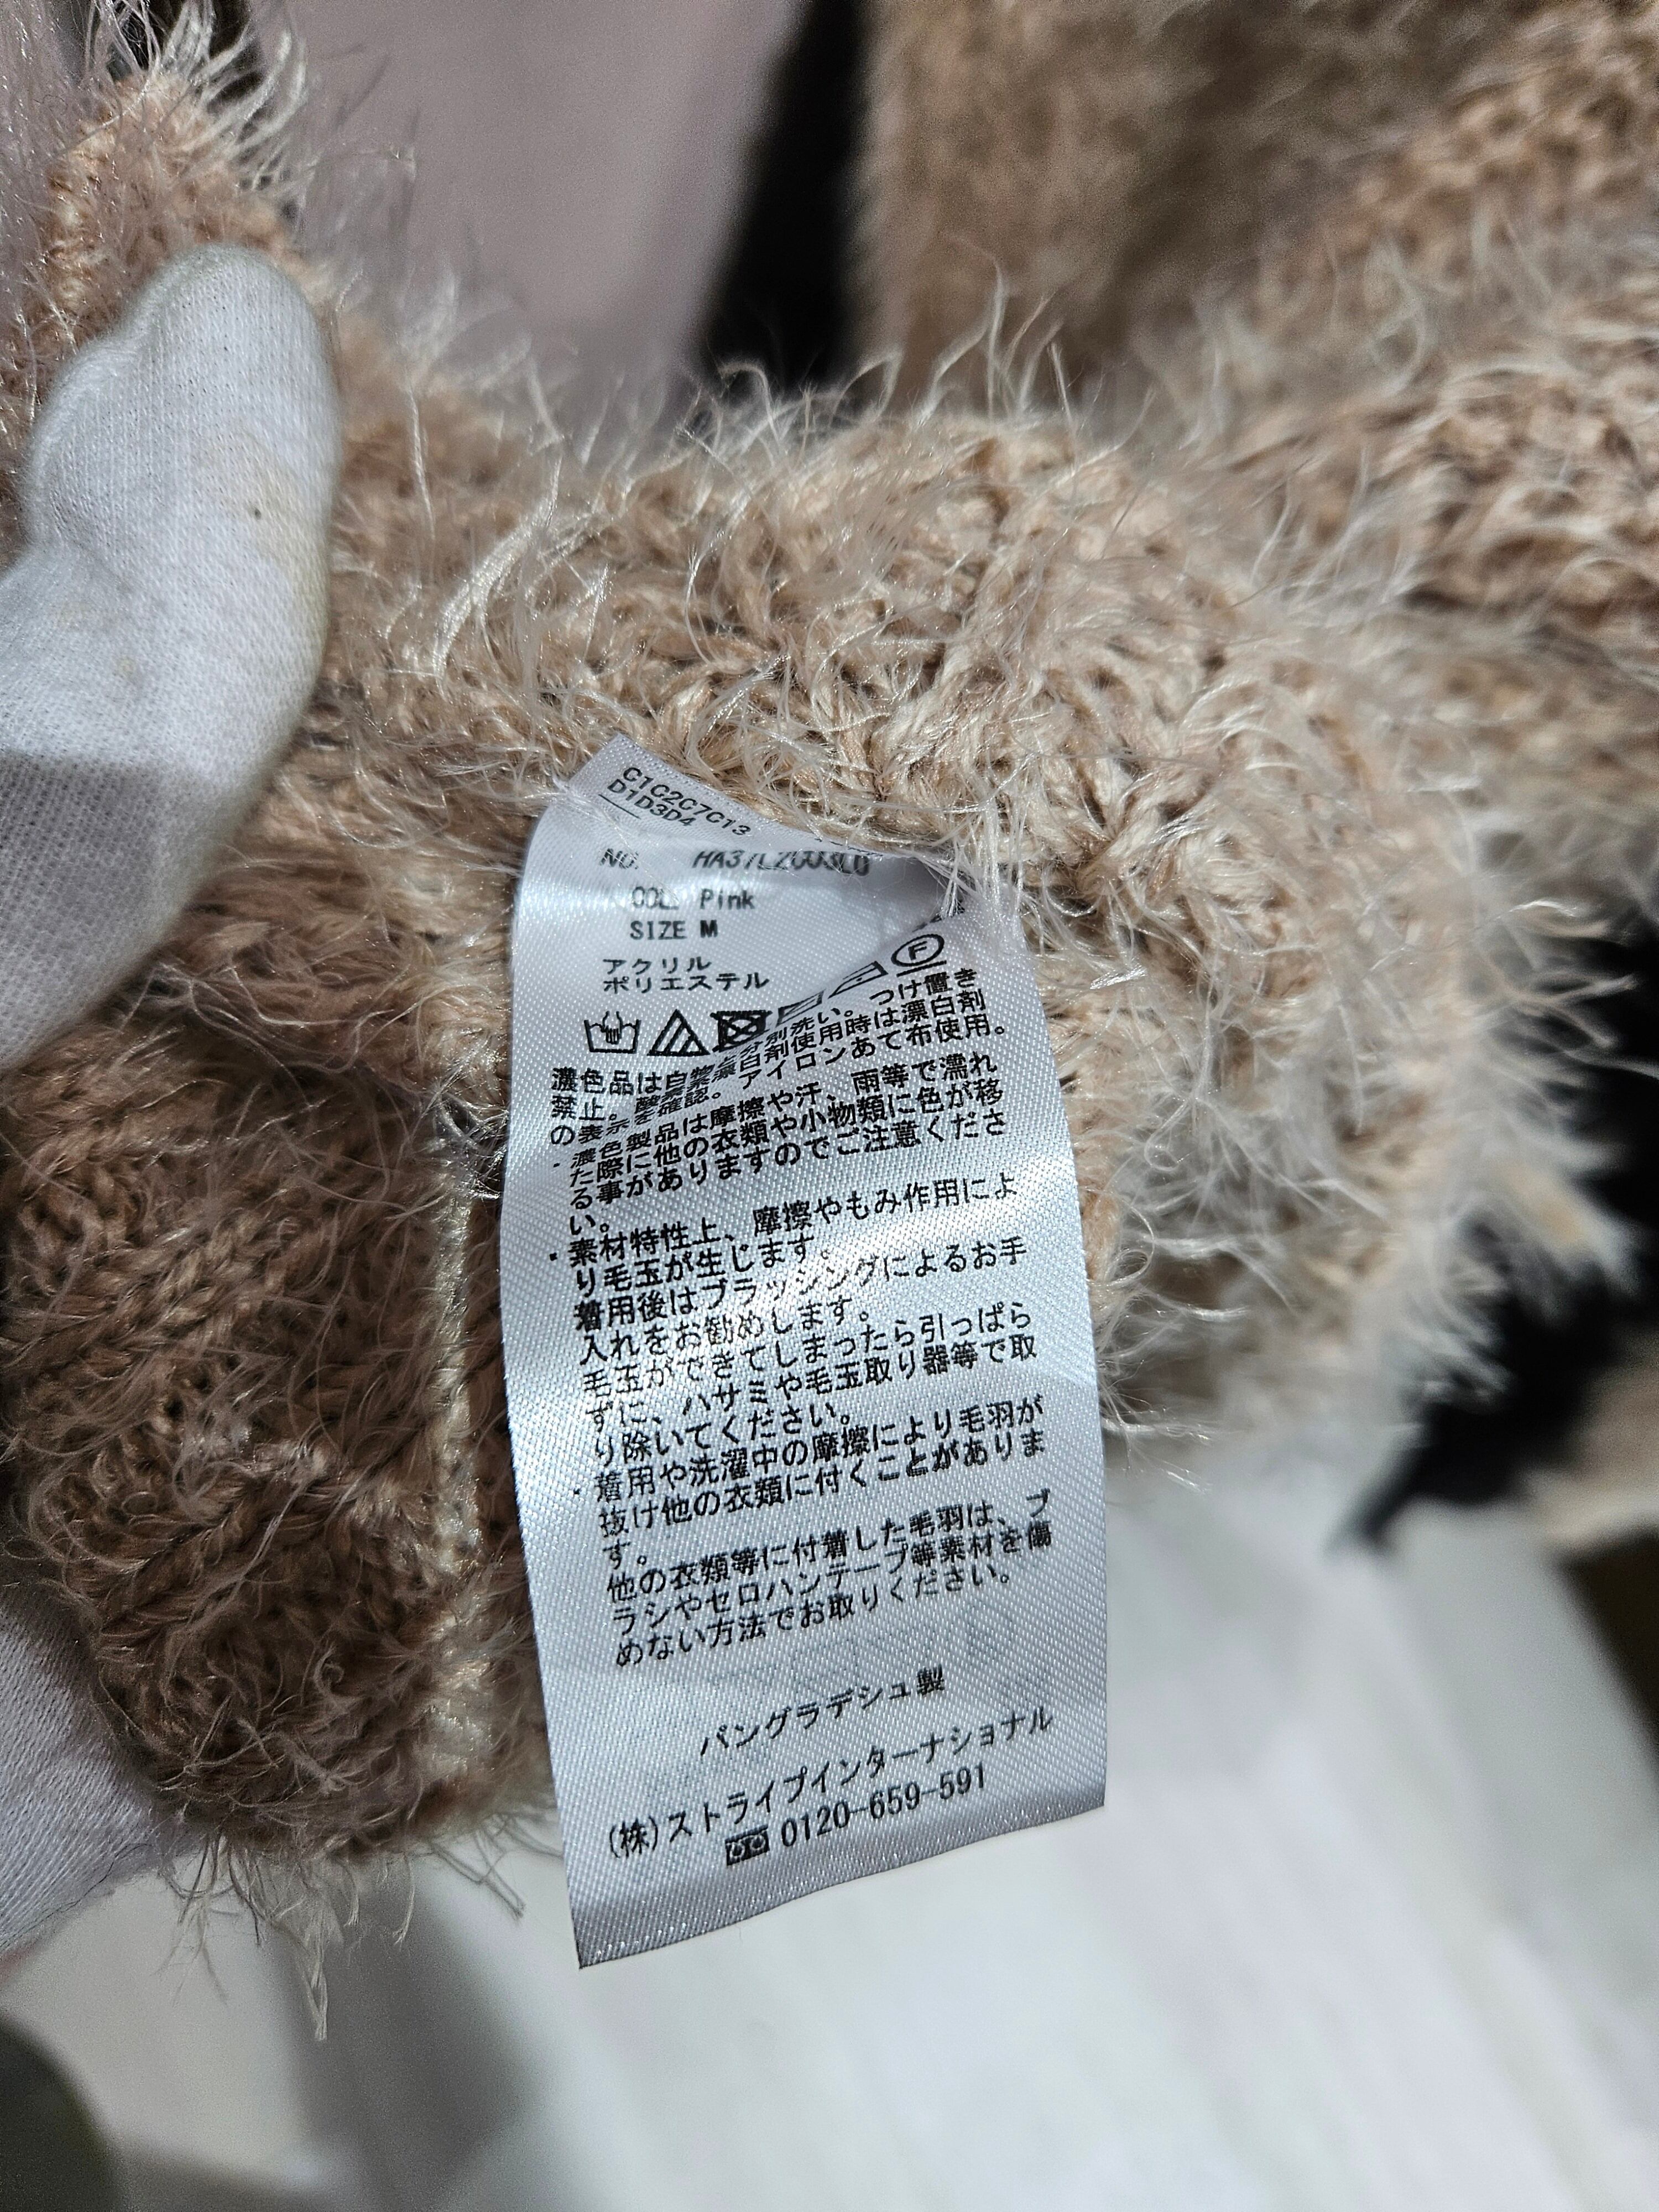 C1C2C7C13
D1D3D4
NO.
COL. Pink
SIZE M
アクリル
ポリエステル
F
濃色品は 分別洗い。つけ置き
禁止。 白剤使用時は漂白剤
の表示を確認。アイロンあて布使用。
・濃色製品は摩擦や汗、雨等で濡れ
た際に他の衣類や小物類に色が移
る事がありますのでご注意くださ
い。
・素材特性上、摩擦やもみ作用によ
り毛玉が生じます。
着用後はブラッシングによるお手
入れをお勧めします。
毛玉ができてしまったら引っぱら
ずに、ハサミや毛玉取り器等で取
り除いてください。
・着用や洗濯中の摩擦により毛羽が
抜け他の衣類に付くことがありま
す。
他の衣類等に付着した毛羽は、ブ
ラシやセロハンテープ等素材を傷
めない方法でお取りください。
バングラデシュ製
(株)ストライプインターナショナル
0120-659-591